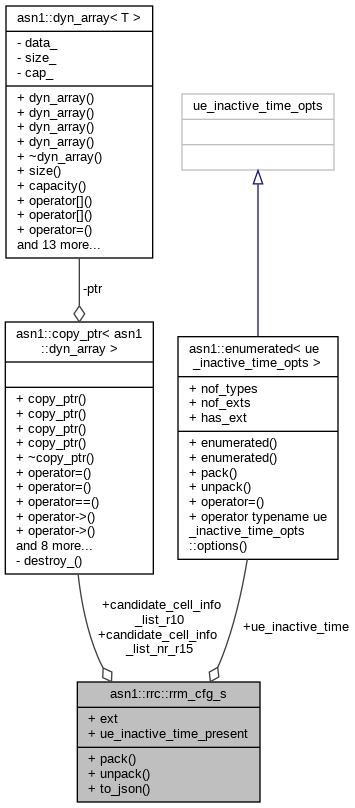 asn1::dyn_array< T >
- data_
- size_
- cap_
+ dyn_array()
+ dyn_array()
+ dyn_array()
+ dyn_array()
+ ~dyn_array()
+ size()
+ capacity()
+ operator[]()
+ operator[]()
+ operator=()
and 13 more...
ue_inactive_time_opts
-ptr
asn1::copy_ptr< asn1
::dyn_array >
+ copy_ptr()
+ copy_ptr()
+ copy_ptr()
+ copy_ptr()
+ ~copy_ptr()
+ operator=()
+ operator=()
+ operator==()
+ operator->()
+ operator->()
and 8 more...
- destroy_()
asn1::enumerated< ue
_inactive_time_opts >
+ nof_types
+ nof_exts
+ has_ext
+ enumerated()
+ enumerated()
+ pack()
+ unpack()
+ operator=()
+ operator typename ue
_inactive_time_opts
::options()
+candidate_cell_info
_list_r10
+candidate_cell_info
_list_nr_r15
+ue_inactive_time
asn1::rrc::rrm_cfg_s
+ ext
+ ue_inactive_time_present
+ pack()
+ unpack()
+ to_json()